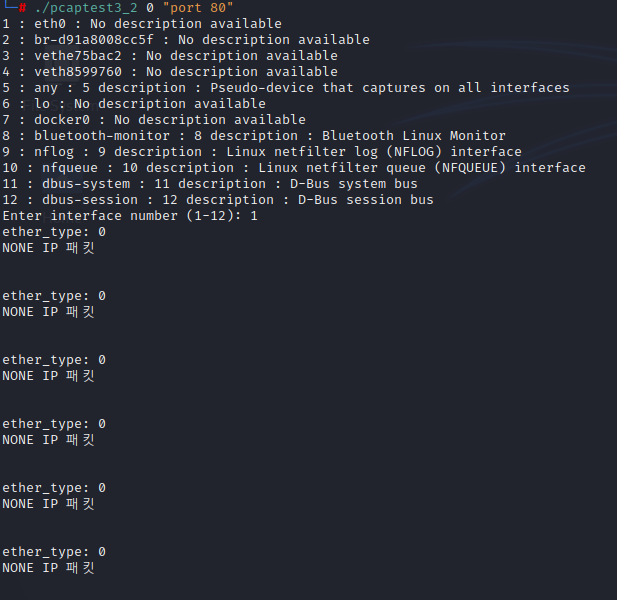 └─# ./pcaptest3_2 0 "port 80"
1 : eth0 : No description available
2 : br-d91a8008cc5f : No description available
3 : vethe75bac2 : No description available
4 : veth8599760 : No description available
5 : any : 5 description : Pseudo-device that captures on all interfaces
6 : lo : No description available
7 : docker0 : No description available
8 : bluetooth-monitor : 8 description : Bluetooth Linux Monitor
9 : nflog : 9 description : Linux netfilter log (NFLOG) interface
10 : nfqueue : 10 description : Linux netfilter queue (NFQUEUE) interface
11 : dbus-system : 11 description : D-Bus system bus
12 : dbus-session : 12 description : D-Bus session bus
Enter interface number (1-12): 1
ether_type: 0
NONE IP 패킷
ether_type: 0
NONE IP 패킷
ether_type: 0
NONE IP 패킷
ether_type: 0
NONE IP 패킷
ether_type: 0
NONE IP 패킷
ether_type: 0
NONE IP 패킷